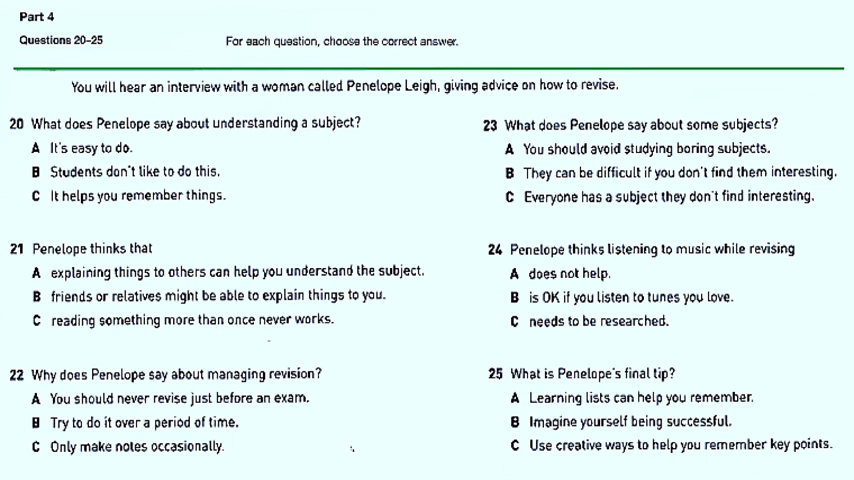 Part 4
Questions 20–25 For each question, choose the correct answer.
You will hear an interview with a woman called Penelope Leigh, giving advice on how to revise.
20 What does Penelope say about understanding a subject?
A It's easy to do.
B Students don't like to do this.
C It helps you remember things.
21 Penelope thinks that
A explaining things to others can help you understand the subject.
B friends or relatives might be able to explain things to you.
C reading something more than once never works.
22 Why does Penelope say about managing revision?
A You should never revise just before an exam.
B Try to do it over a period of time.
C Only make notes occasionally.
23 What does Penelope say about some subjects?
A You should avoid studying boring subjects.
B They can be difficult if you don't find them interesting.
C Everyone has a subject they don't find interesting.
24 Penelope thinks listening to music while revising
A does not help.
B is OK if you listen to tunes you love.
C needs to be researched.
25 What is Penelope's final tip?
A Learning lists can help you remember.
B Imagine yourself being successful.
C Use creative ways to help you remember key points.